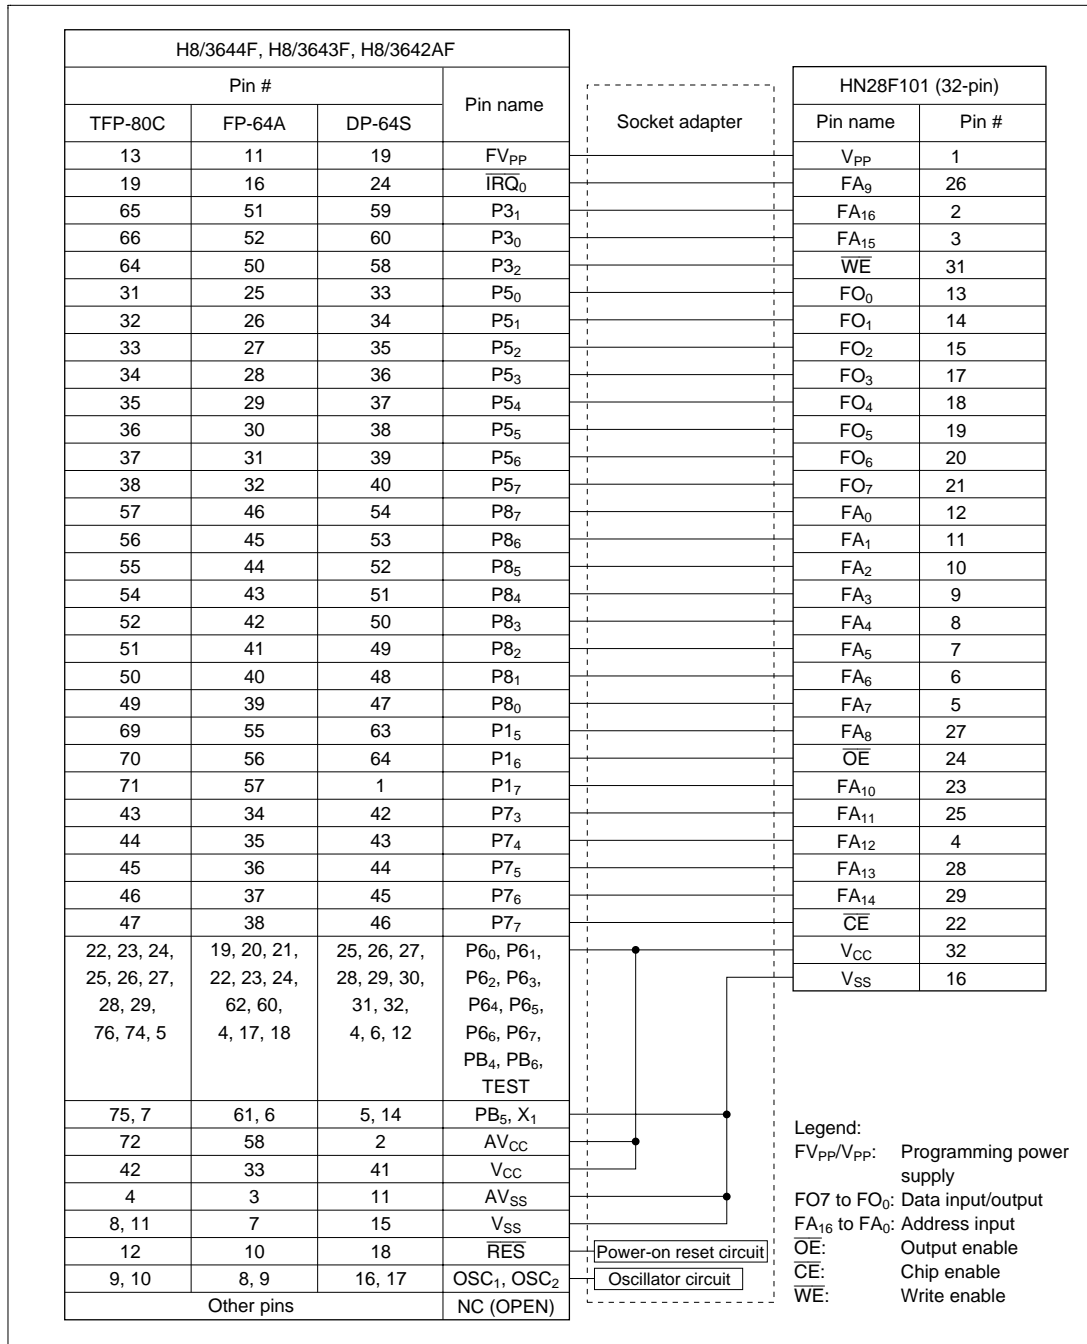 H8/3644F, H8/3643F, H8/3642AF
Pin #
Pin name
TFP-80C FP-64A DP-64S
13 11 19 FVPP
19 16 24 IRQ0
65 51 59 P31
66 52 60 P30
64 50 58 P32
31 25 33 P50
32 26 34 P51
33 27 35 P52
34 28 36 P53
35 29 37 P54
36 30 38 P55
37 31 39 P56
38 32 40 P57
57 46 54 P87
56 45 53 P86
55 44 52 P85
54 43 51 P84
52 42 50 P83
51 41 49 P82
50 40 48 P81
49 39 47 P80
69 55 63 P15
70 56 64 P16
71 57 1 P17
43 34 42 P73
44 35 43 P74
45 36 44 P75
46 37 45 P76
47 38 46 P77
22, 23, 24, 19, 20, 21, 25, 26, 27, P60, P61,
25, 26, 27, 22, 23, 24, 28, 29, 30, P62, P63,
28, 29, 62, 60, 31, 32, P64, P65,
76, 74, 5 4, 17, 18 4, 6, 12 P66, P67,
PB4, PB6,
TEST
75, 7 61, 6 5, 14 PB5, X1
72 58 2 AVCC
42 33 41 VCC
4 3 11 AVSS
8, 11 7 15 VSS
12 10 18 RES
9, 10 8, 9 16, 17 OSC1, OSC2
Other pins NC (OPEN)
Socket adapter
Power-on reset circuit
Oscillator circuit
HN28F101 (32-pin)
Pin name Pin #
VPP 1
FA9 26
FA16 2
FA15 3
WE 31
FO0 13
FO1 14
FO2 15
FO3 17
FO4 18
FO5 19
FO6 20
FO7 21
FA0 12
FA1 11
FA2 10
FA3 9
FA4 8
FA5 7
FA6 6
FA7 5
FA8 27
OE 24
FA10 23
FA11 25
FA12 4
FA13 28
FA14 29
CE 22
VCC 32
VSS 16
Legend:
FVPP/VPP: Programming power
supply
FO7 to FO0: Data input/output
FA16 to FA0: Address input
OE: Output enable
CE: Chip enable
WE: Write enable